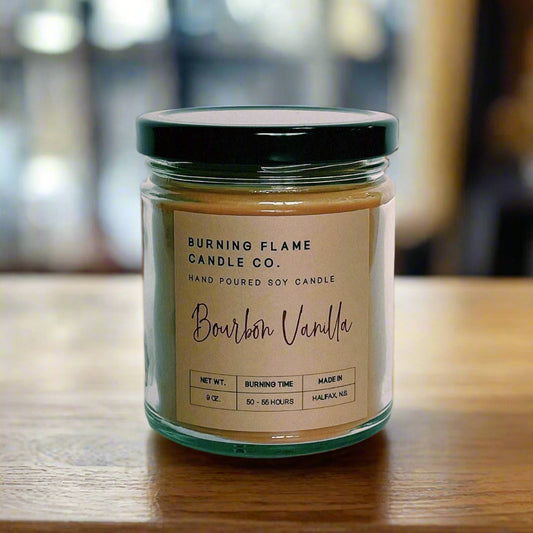 BURNING FLAME
CANDLE CO.
HAND POURED SOY CANDLE
Bourbon Vanilla
NET WT. BURNING TIME MADE IN
9 OZ. 50 - 55 HOURS HALIFAX, N.S.